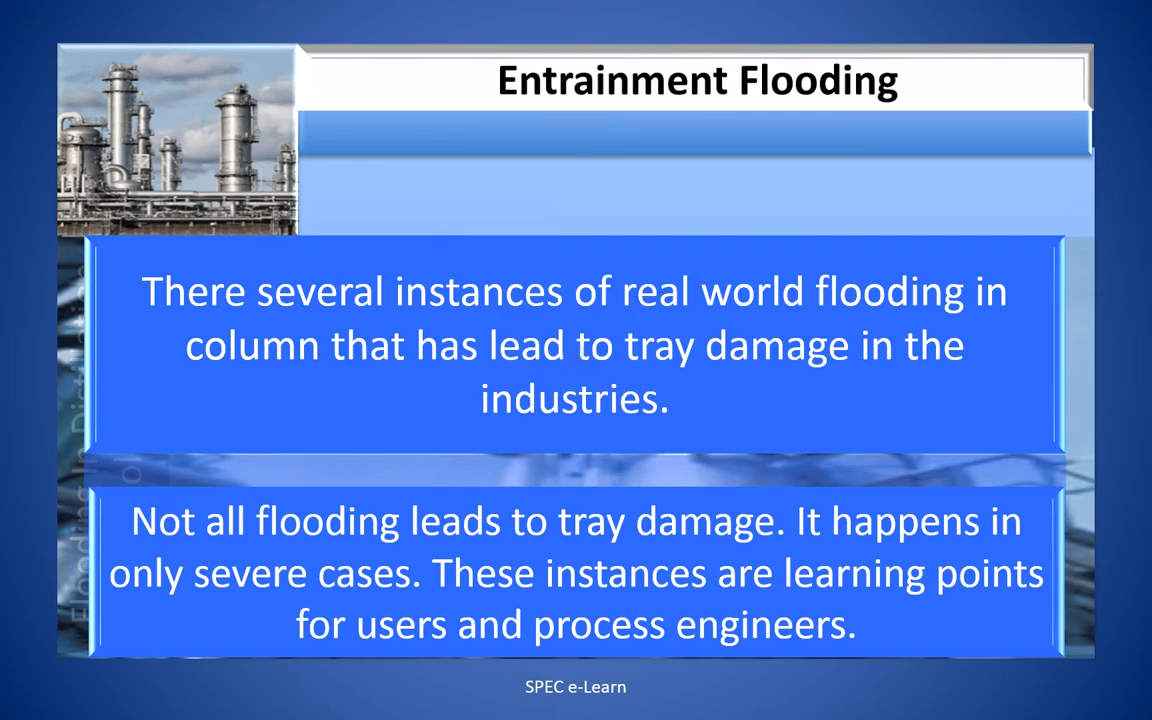 Entrainment Flooding
There several instances of real world flooding in
column that has lead to tray damage in the
industries.
Not all flooding leads to tray damage. It happens in
only severe cases. These instances are learning points
for users and process engineers.
SPEC e-Learn